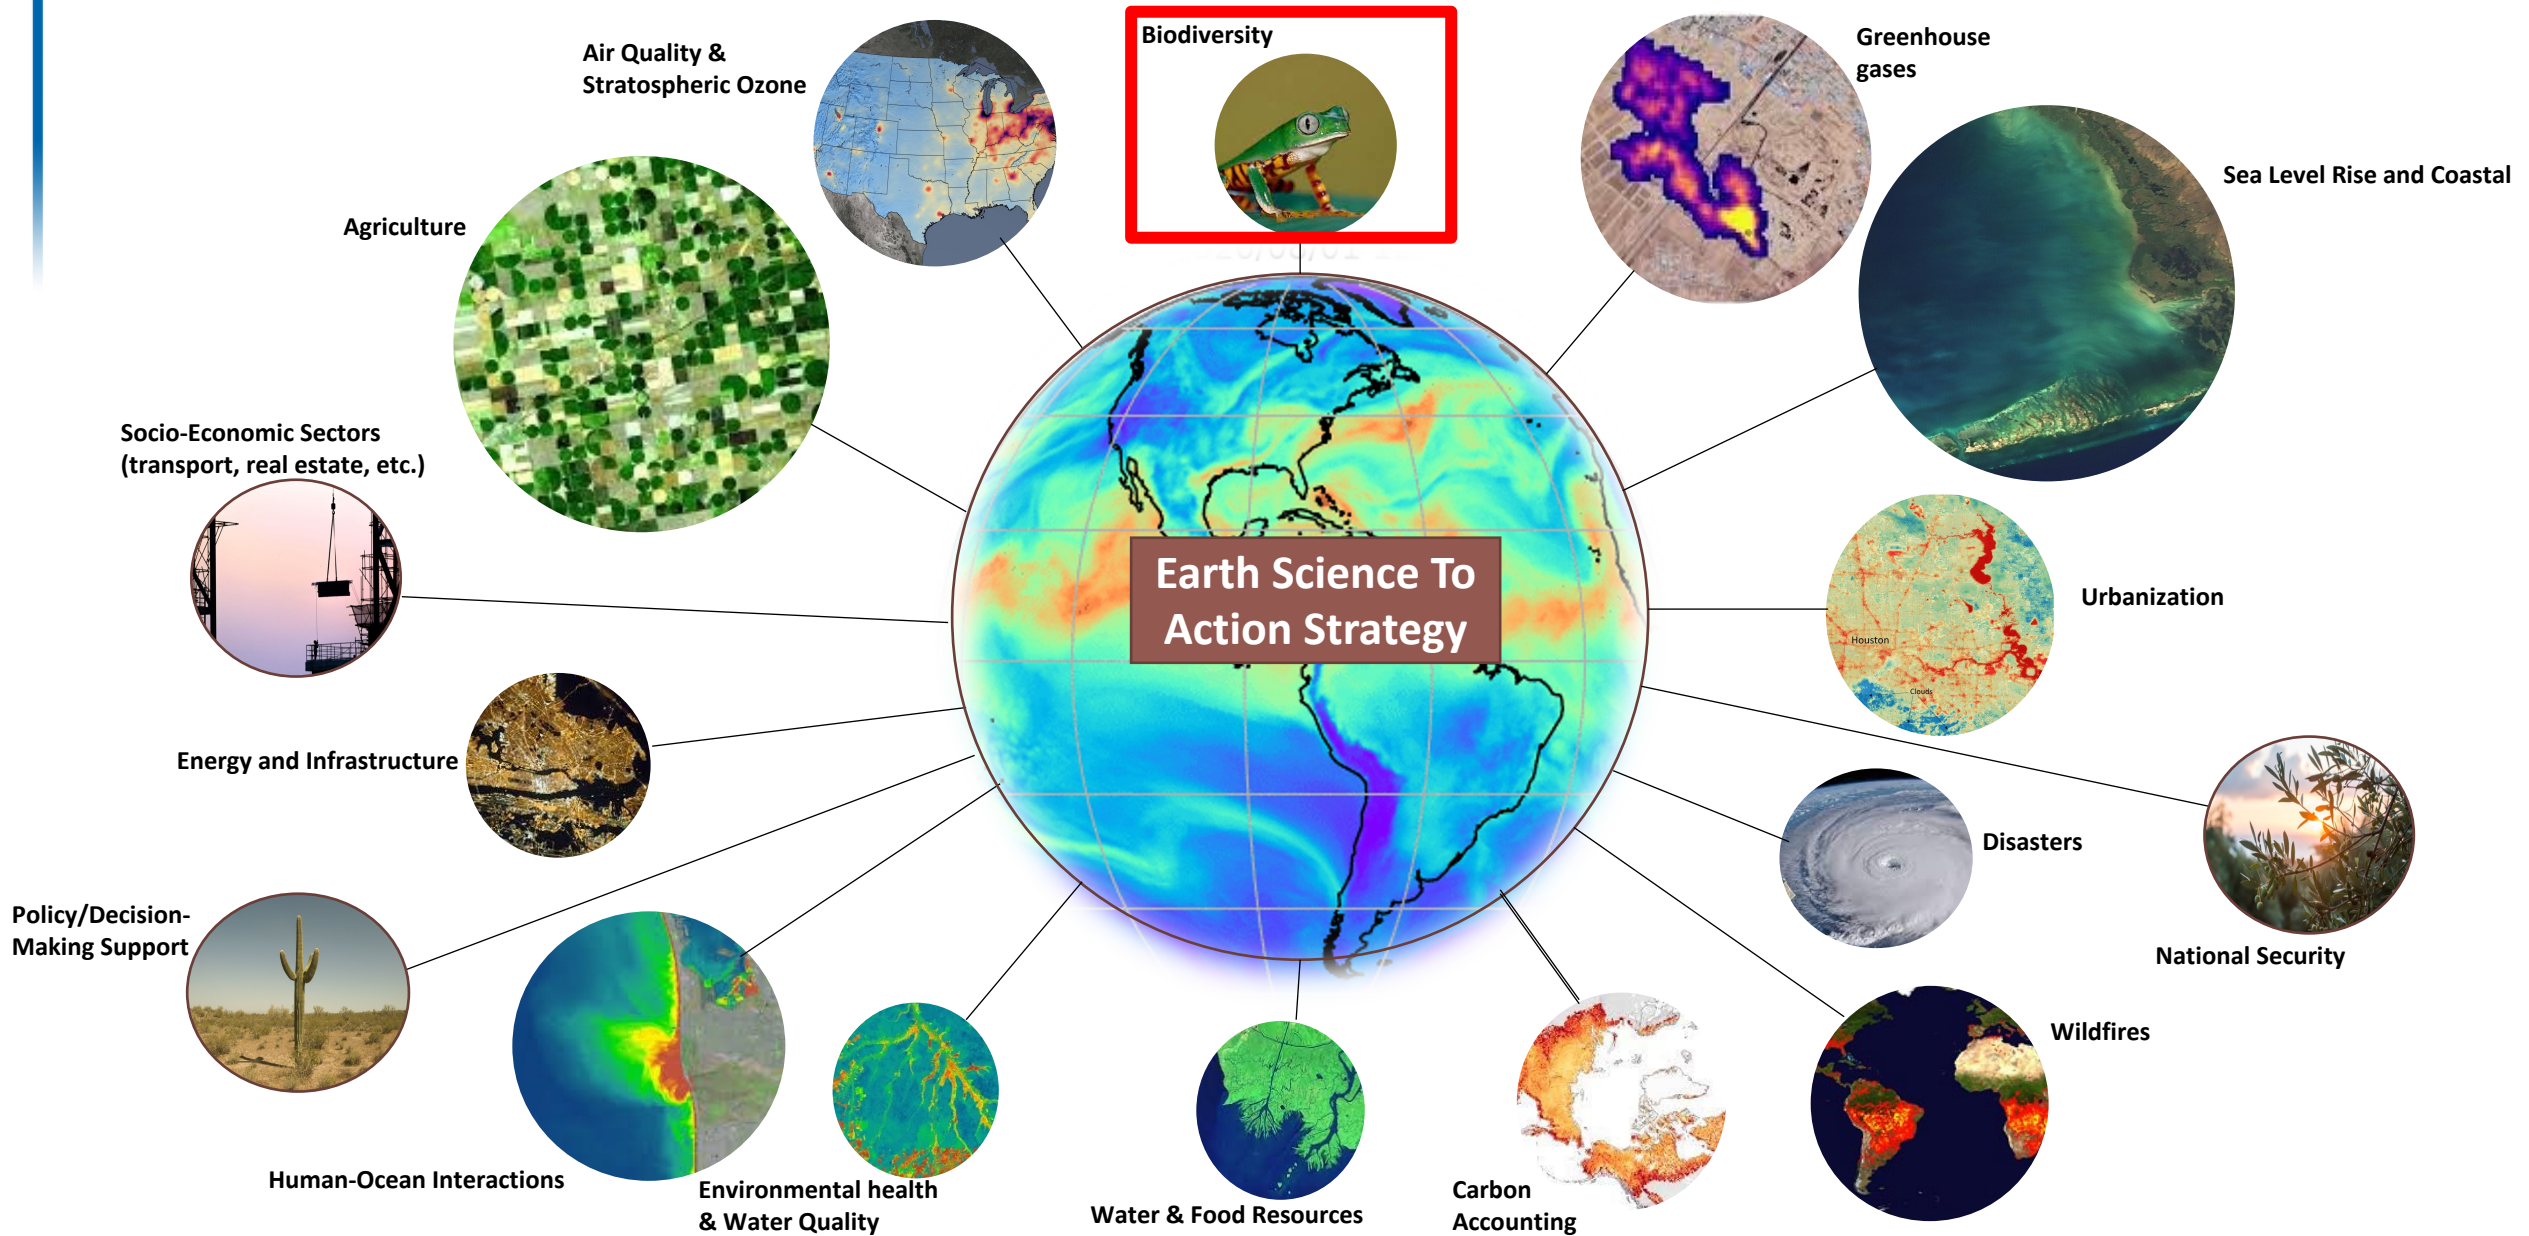 Biodiversity
Greenhouse
gases
Air Quality &
Stratospheric Ozone
Sea Level Rise and Coastal
Agriculture
Socio-Economic Sectors
(transport, real estate, etc.)
Earth Science To
Action Strategy
Urbanization
Houston
Clouds
Energy and Infrastructure
Disasters
Policy/Decision-
Making Support
National Security
Wildfires
Human-Ocean Interactions
Environmental health
& Water Quality
Water & Food Resources
Carbon
Accounting